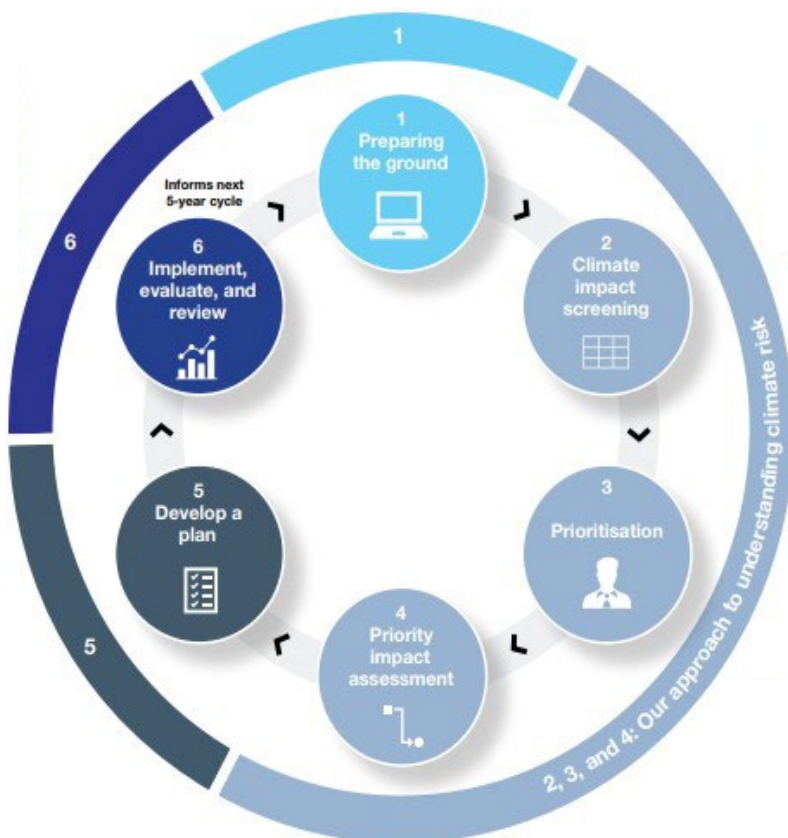 1
1
Preparing
the ground
2
Climate
impact
screening
3
Prioritisation
4
Priority
impact
assessment
5
Develop a
plan
6
Implement,
evaluate, and
review
Informs next
5-year cycle
2, 3, and 4: Our approach to understanding climate risk
5
6